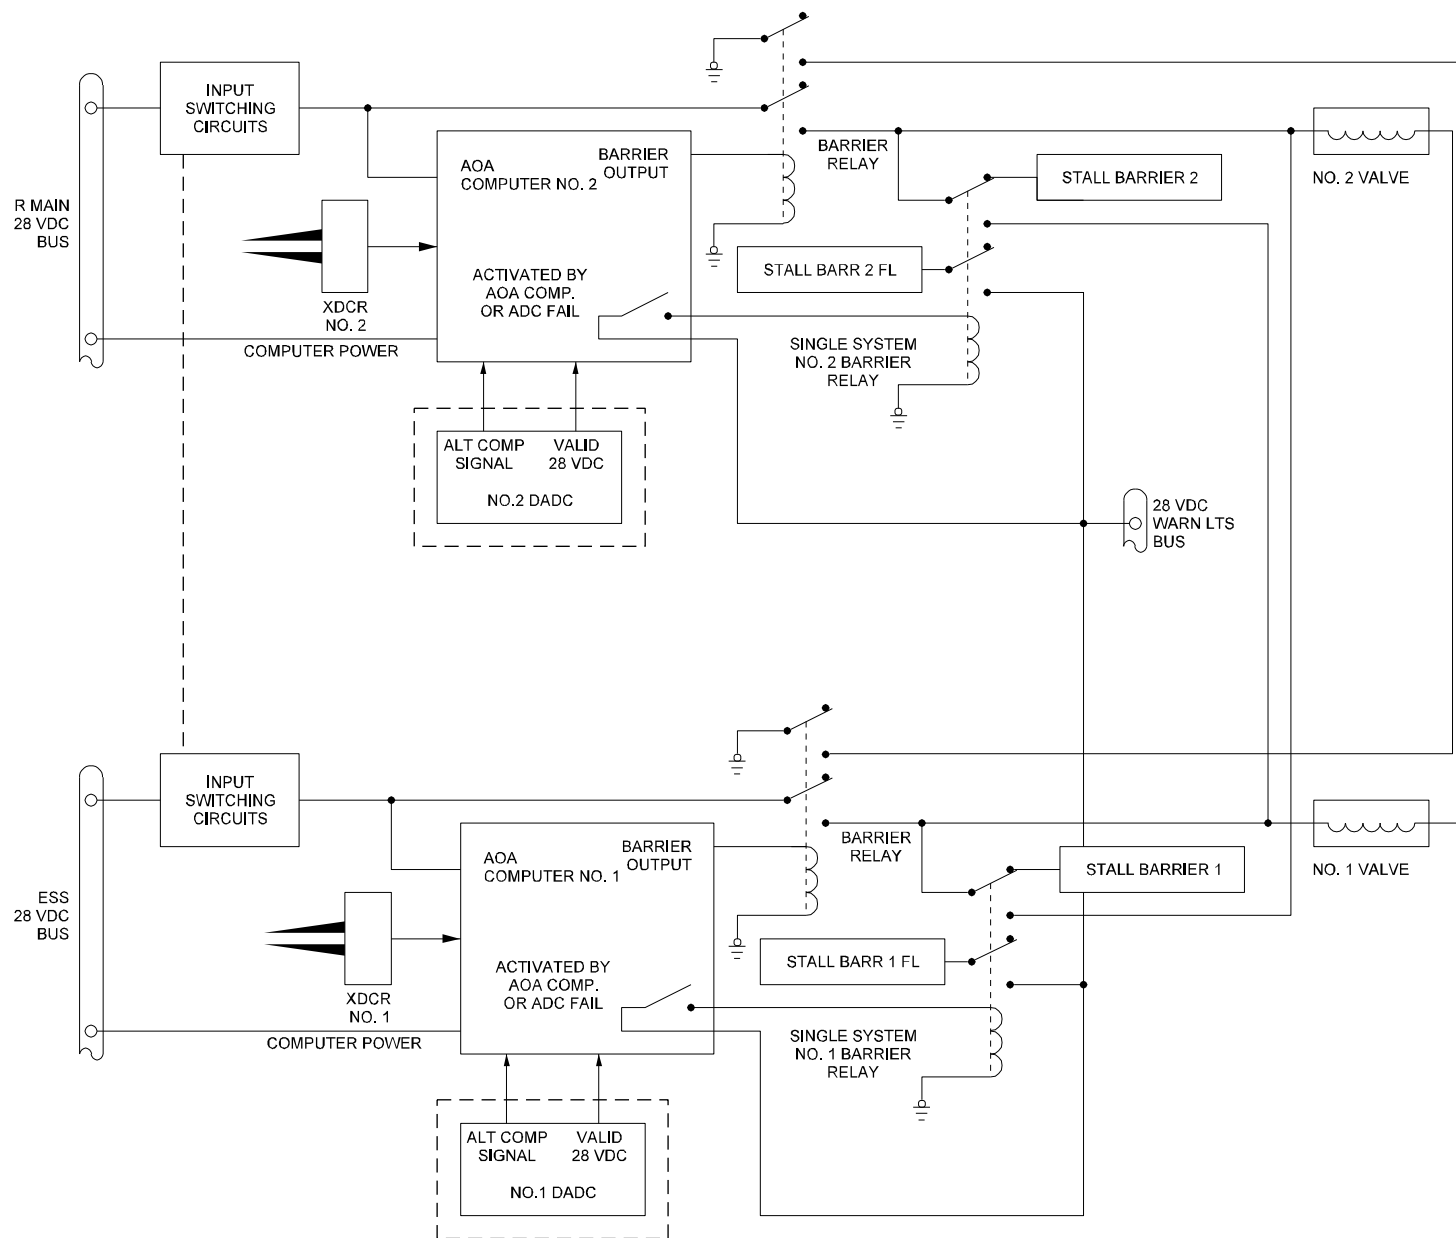 INPUT
SWITCHING
CIRCUITS
AOA
COMPUTER NO. 2
BARRIER
OUTPUT
BARRIER
RELAY
STALL BARRIER 2
NO. 2 VALVE
R MAIN
28 VDC
BUS
XDCR
NO. 2
ACTIVATED BY
AOA COMP.
OR ADC FAIL
STALL BARR 2 FL
COMPUTER POWER
SINGLE SYSTEM
NO. 2 BARRIER
RELAY
ALT COMP
SIGNAL
VALID
28 VDC
NO.2 DADC
28 VDC
WARN LTS
BUS
INPUT
SWITCHING
CIRCUITS
AOA
COMPUTER NO. 1
BARRIER
OUTPUT
BARRIER
RELAY
STALL BARRIER 1
NO. 1 VALVE
ESS
28 VDC
BUS
XDCR
NO. 1
ACTIVATED BY
AOA COMP.
OR ADC FAIL
STALL BARR 1 FL
COMPUTER POWER
SINGLE SYSTEM
NO. 1 BARRIER
RELAY
ALT COMP
SIGNAL
VALID
28 VDC
NO.1 DADC